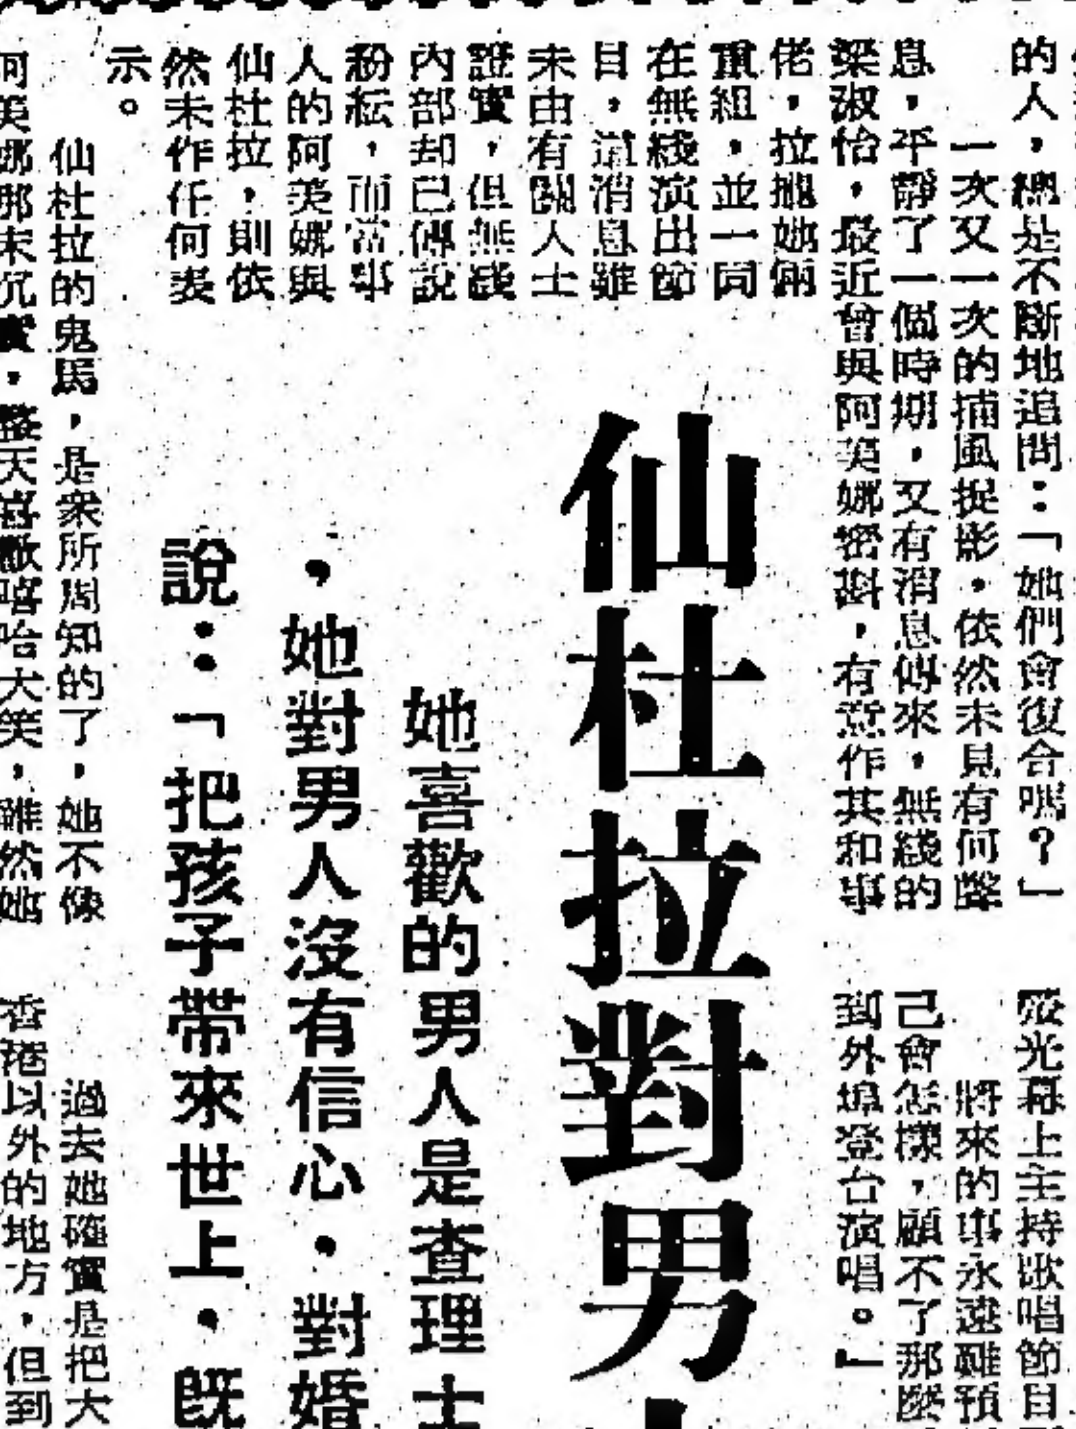 的人，總是不斷地追問：「她們會復合嗎？」
一次又一次的捕風捉影，依然未見有何聲
息，平靜了一個時期，又有消息傳來，無綫的
梁淑怡，最近曾與阿美娜密斟，有意作其和事
佬，拉攏她倆
重組，並一同
在無綫演出節
目，這消息雖
未由有關人士
證實，但無綫
內部却已傳說
紛紜，而當事
人的阿美娜與
仙杜拉，則依
然未作任何表
示。
仙杜拉對男
她喜歡的男人是查理士
，她對男人沒有信心，對婚
說：「把孩子帶來世上，既
仙杜拉的鬼馬，是衆所周知的了，她不像
阿美娜那末沉實，整天喜歡嘻哈大笑，雖然她
光幕上主持歌唱節目
將來的事永遠難預
己會怎樣，顧不了那麼
到外埠登台演唱。』
過去她確實是把大
香港以外的地方，但到